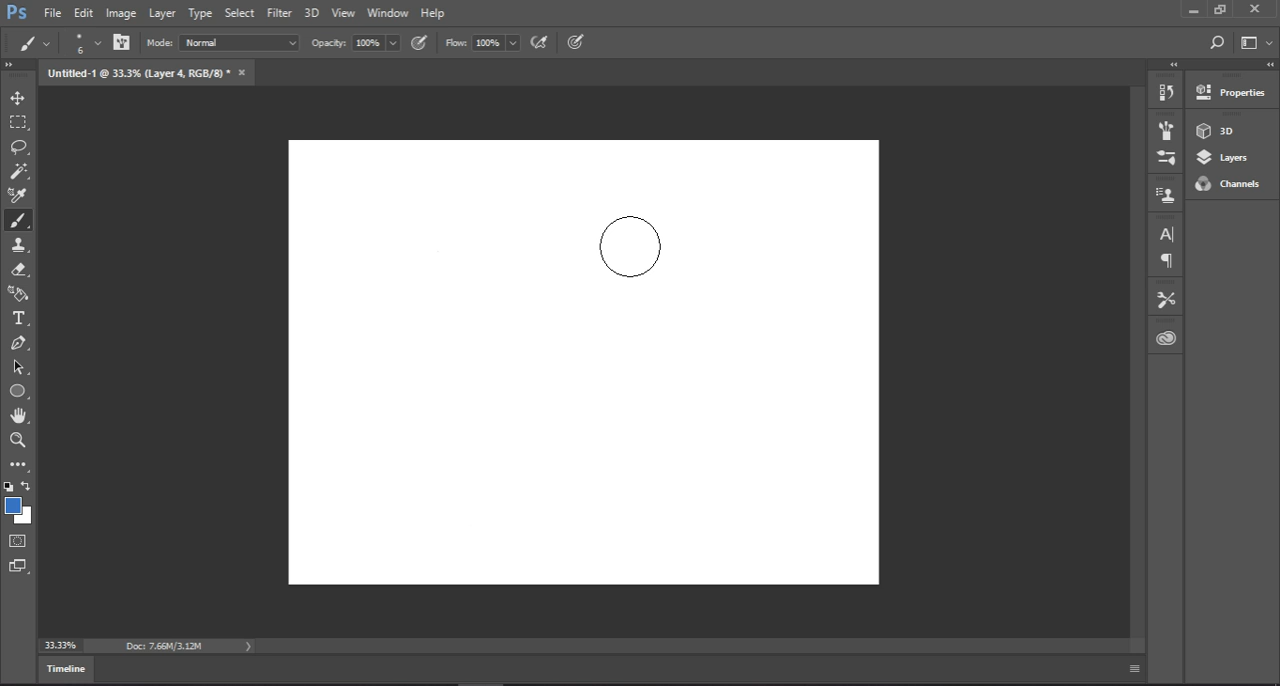 Ps File Edit Image Layer Type Select Filter 3D View Window Help
6 Mode: Normal Opacity: 100% Flow: 100%
Untitled-1 @ 33.3% (Layer 4, RGB/8) *
Properties
3D
Layers
Channels
33.33% Doc: 7.66M/3.12M
Timeline